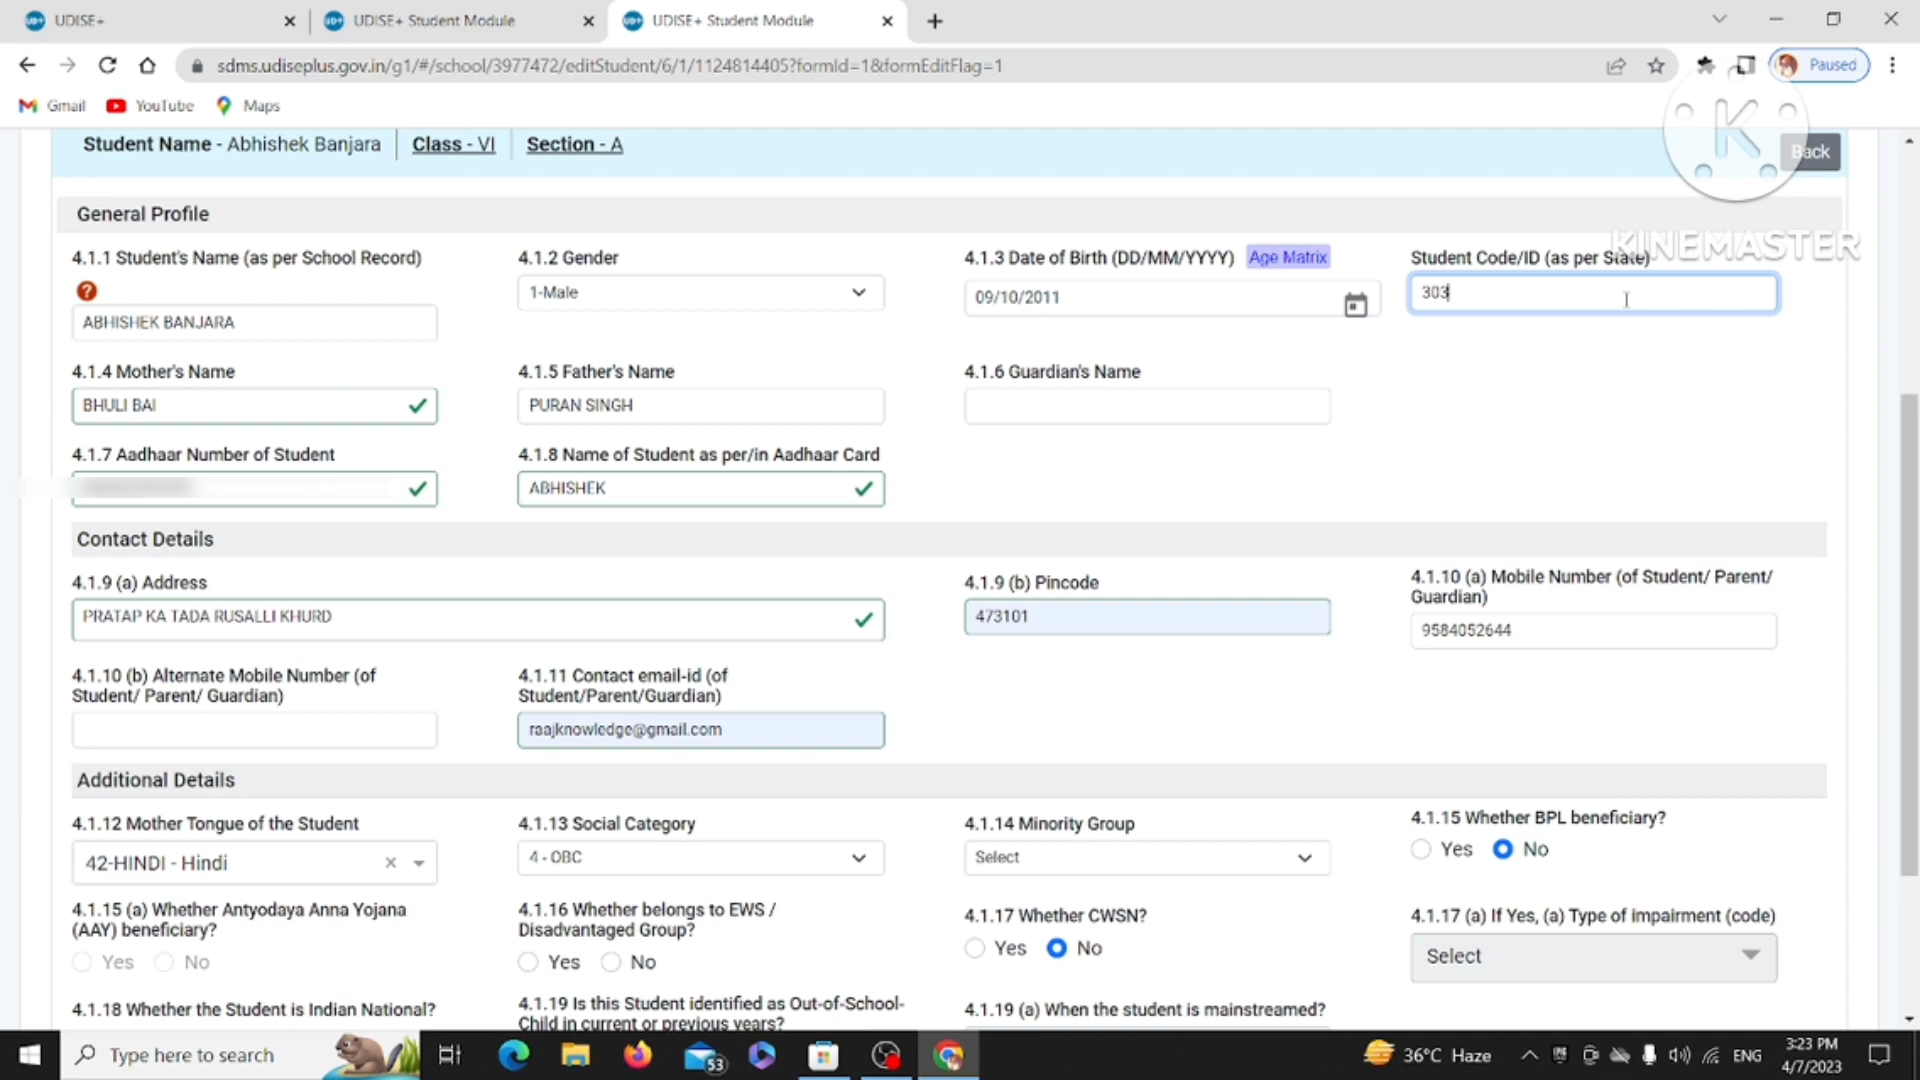 UDISE+
UDISE+ Student Module
UDISE+ Student Module
sdms.udiseplus.gov.in/g1/#/school/3977472/editStudent/6/1/1124814405?formId=1&formEditFlag=1
Paused
Gmail
YouTube
Maps
K
KINEMASTER
Student Name - Abhishek Banjara
Class - VI
Section - A
Back
General Profile
4.1.1 Student's Name (as per School Record)
ABHISHEK BANJARA
4.1.2 Gender
1-Male
4.1.3 Date of Birth (DD/MM/YYYY) Age Matrix
09/10/2011
Student Code/ID (as per State)
303
4.1.4 Mother's Name
BHULI BAI
4.1.5 Father's Name
PURAN SINGH
4.1.6 Guardian's Name
4.1.7 Aadhaar Number of Student
4.1.8 Name of Student as per/in Aadhaar Card
ABHISHEK
Contact Details
4.1.9 (a) Address
PRATAP KA TADA RUSALLI KHURD
4.1.9 (b) Pincode
473101
4.1.10 (a) Mobile Number (of Student/ Parent/
Guardian)
9584052644
4.1.10 (b) Alternate Mobile Number (of
Student/ Parent/ Guardian)
4.1.11 Contact email-id (of
Student/Parent/Guardian)
raajknowledge@gmail.com
Additional Details
4.1.12 Mother Tongue of the Student
42-HINDI - Hindi
4.1.13 Social Category
4 - OBC
4.1.14 Minority Group
Select
4.1.15 Whether BPL beneficiary?
Yes No
4.1.15 (a) Whether Antyodaya Anna Yojana
(AAY) beneficiary?
Yes No
4.1.16 Whether belongs to EWS /
Disadvantaged Group?
Yes No
4.1.17 Whether CWSN?
Yes No
4.1.17 (a) If Yes, (a) Type of impairment (code)
Select
4.1.18 Whether the Student is Indian National?
4.1.19 Is this Student identified as Out-of-School-
Child in current or previous years?
4.1.19 (a) When the student is mainstreamed?
Type here to search
53
36°C Haze
ENG
3:23 PM
4/7/2023